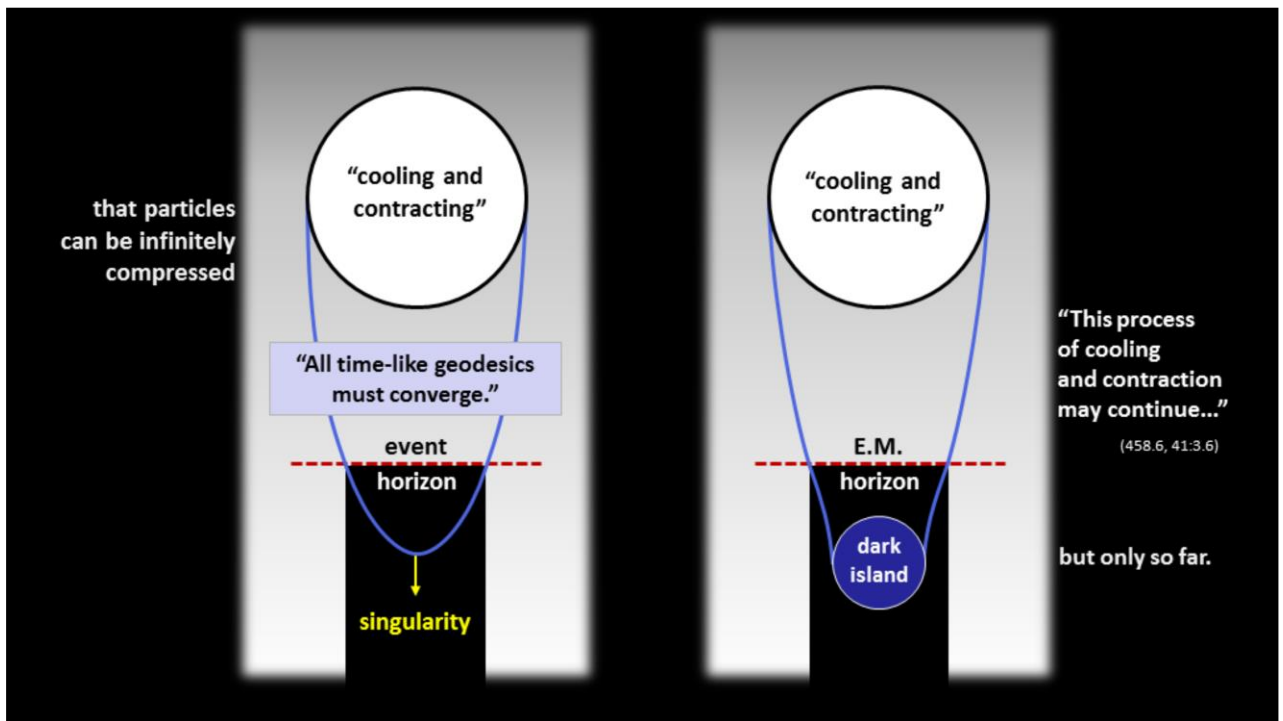 that particles
can be infinitely
compressed
“cooling and
contracting”
“All time-like geodesics
must converge.”
event
horizon
singularity
“cooling and
contracting”
E.M.
horizon
dark
island
“This process
of cooling
and contraction
may continue...”
(458.6, 41:3.6)
but only so far.